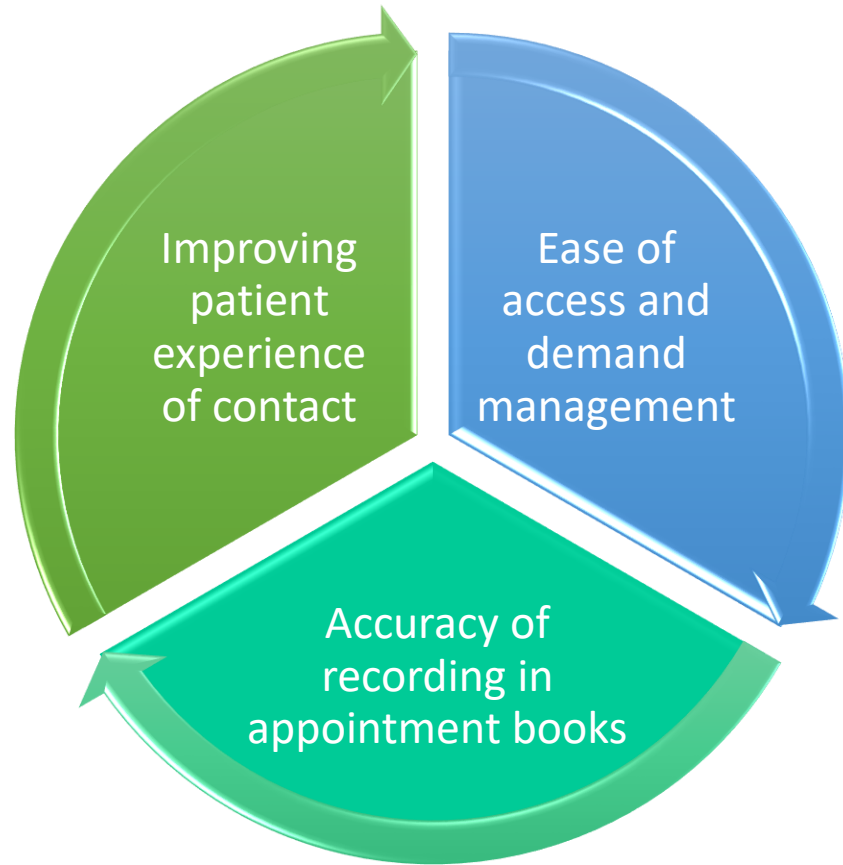 Improving
patient
experience
of contact
Ease of
access and
demand
management
Accuracy of
recording in
appointment books